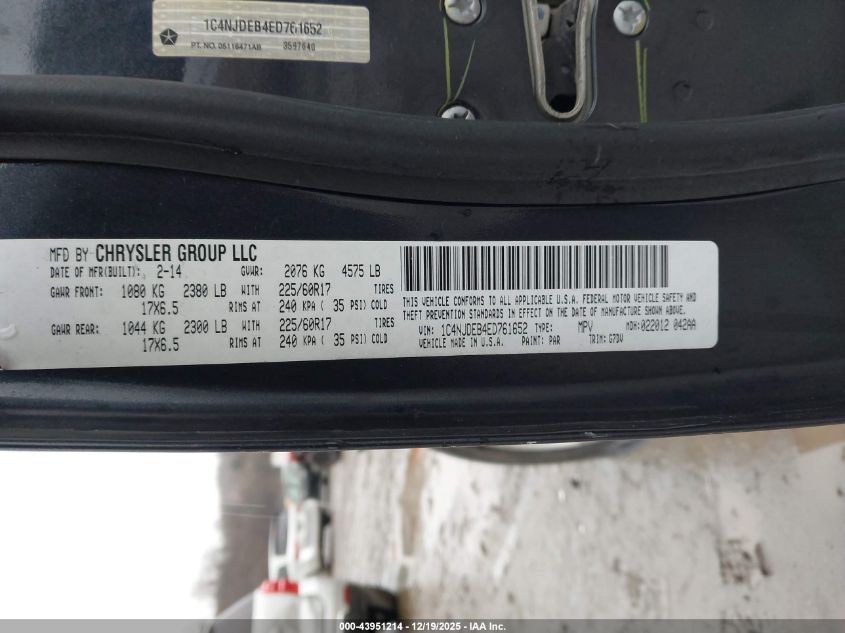 1C4NJDEB4ED761652
PT. NO. 05116471AB 3597640
MFD BY CHRYSLER GROUP LLC
DATE OF MFR(BUILT): 2-14 GVWR: 2076 KG 4575 LB
GAWR FRONT: 1080 KG 2380 LB WITH 225/60R17 TIRES
17X6.5 RIMS AT 240 KPA ( 35 PSI) COLD
GAWR REAR: 1044 KG 2300 LB WITH 225/60R17 TIRES
17X6.5 RIMS AT 240 KPA ( 35 PSI) COLD
THIS VEHICLE CONFORMS TO ALL APPLICABLE U.S.A. FEDERAL MOTOR VEHICLE SAFETY AND
THEFT PREVENTION STANDARDS IN EFFECT ON THE DATE OF MANUFACTURE SHOWN ABOVE.
VIN: 1C4NJDEB4ED761652 TYPE: MPV MDH:022012 042AA
VEHICLE MADE IN U.S.A. PAINT: PAR TRIM: G7DV
000-43951214 - 12/19/2025 - IAA Inc.